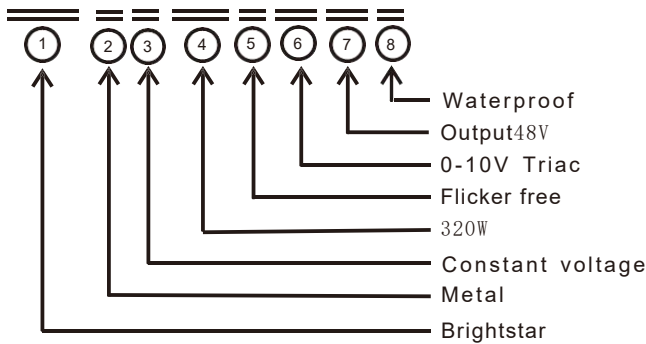 1 2 3 4 5 6 7 8
Waterproof
Output48V
0-10V Triac
Flicker free
320W
Constant voltage
Metal
Brightstar